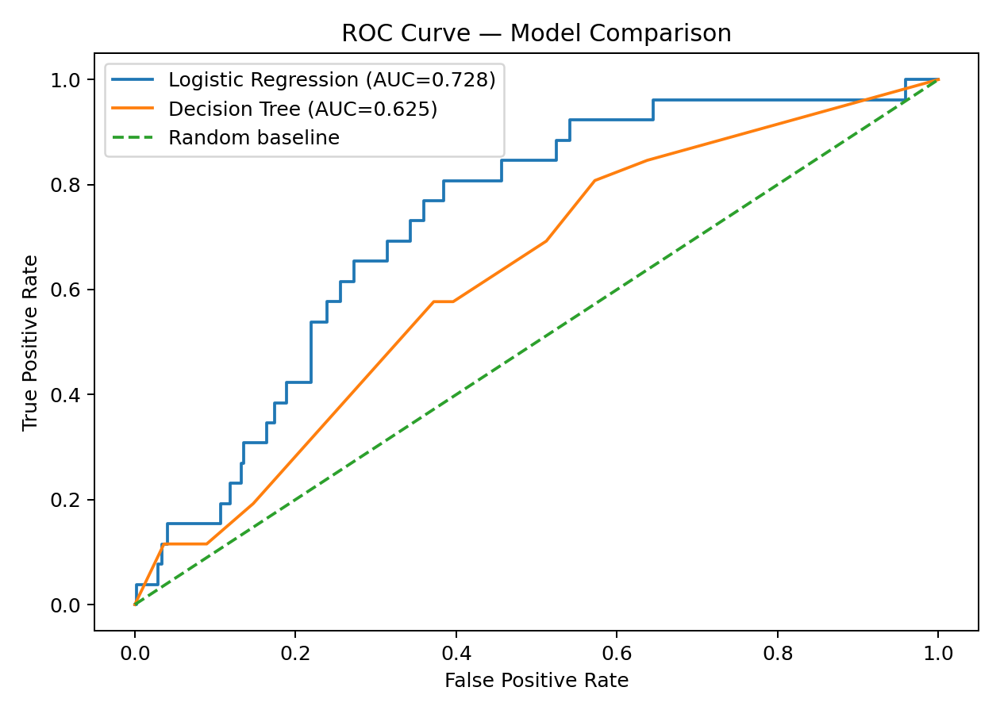 ROC Curve — Model Comparison
Logistic Regression (AUC=0.728)
Decision Tree (AUC=0.625)
Random baseline
True Positive Rate
1.0
0.8
0.6
0.4
0.2
0.0
0.0 0.2 0.4 0.6 0.8 1.0
False Positive Rate